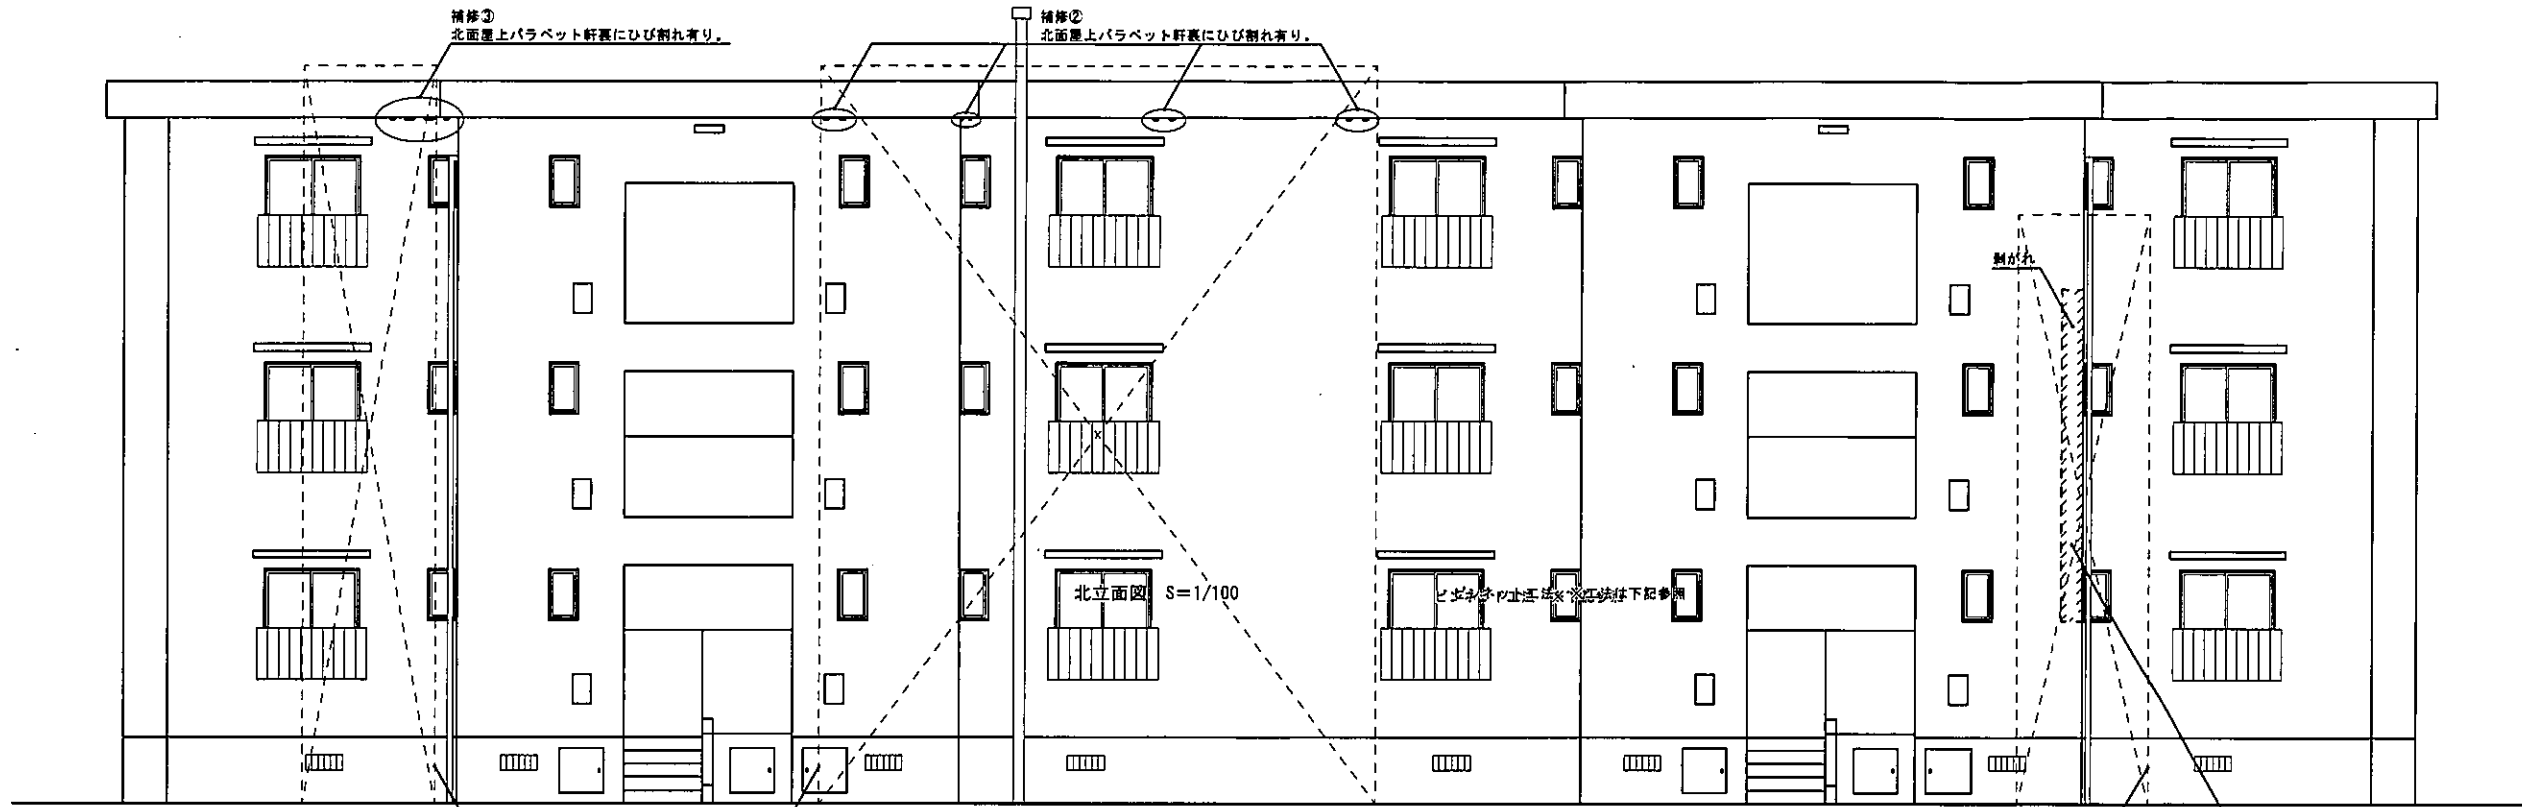 補修③
北面屋上パラペット軒裏にひび割れ有り。
補修②
北面屋上パラペット軒裏にひび割れ有り。
剥がれ
北立面図 S=1/100
工法は下記参照